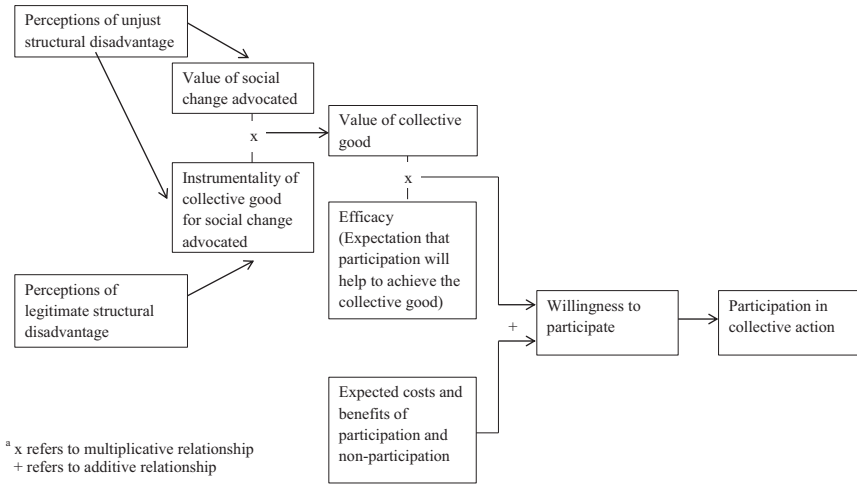 Perceptions of unjust
structural disadvantage
Value of social
change advocated
x
Value of collective
good
Instrumentality of
collective good
for social change
advocated
x
Efficacy
(Expectation that
participation will
help to achieve the
collective good)
Perceptions of
legitimate structural
disadvantage
+
Willingness to
participate
Participation in
collective action
Expected costs and
benefits of
participation and
non-participation
a x refers to multiplicative relationship
+ refers to additive relationship